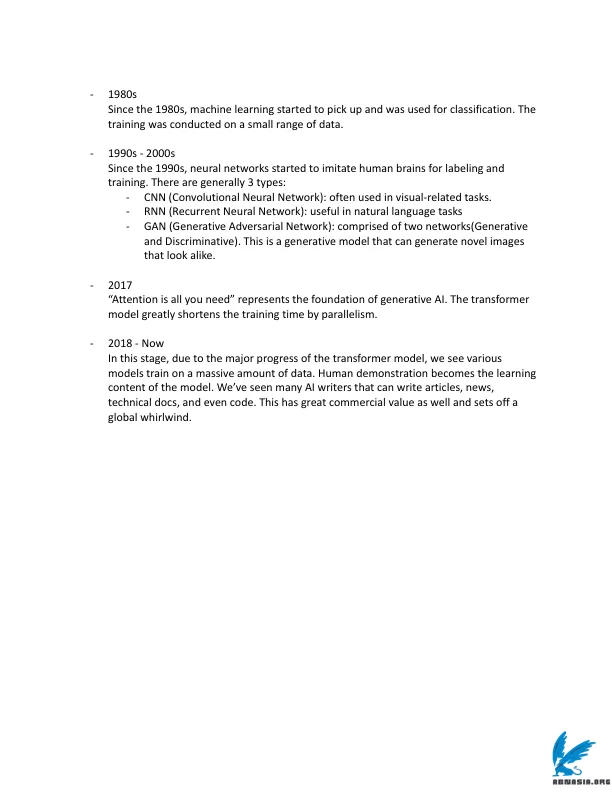 - 1980s
Since the 1980s, machine learning started to pick up and was used for classification. The
training was conducted on a small range of data.
- 1990s - 2000s
Since the 1990s, neural networks started to imitate human brains for labeling and
training. There are generally 3 types:
- CNN (Convolutional Neural Network): often used in visual-related tasks.
- RNN (Recurrent Neural Network): useful in natural language tasks
- GAN (Generative Adversarial Network): comprised of two networks(Generative
and Discriminative). This is a generative model that can generate novel images
that look alike.
- 2017
“Attention is all you need” represents the foundation of generative AI. The transformer
model greatly shortens the training time by parallelism.
- 2018 - Now
In this stage, due to the major progress of the transformer model, we see various
models train on a massive amount of data. Human demonstration becomes the learning
content of the model. We’ve seen many AI writers that can write articles, news,
technical docs, and even code. This has great commercial value as well and sets off a
global whirlwind.
ABNASIA.ORG